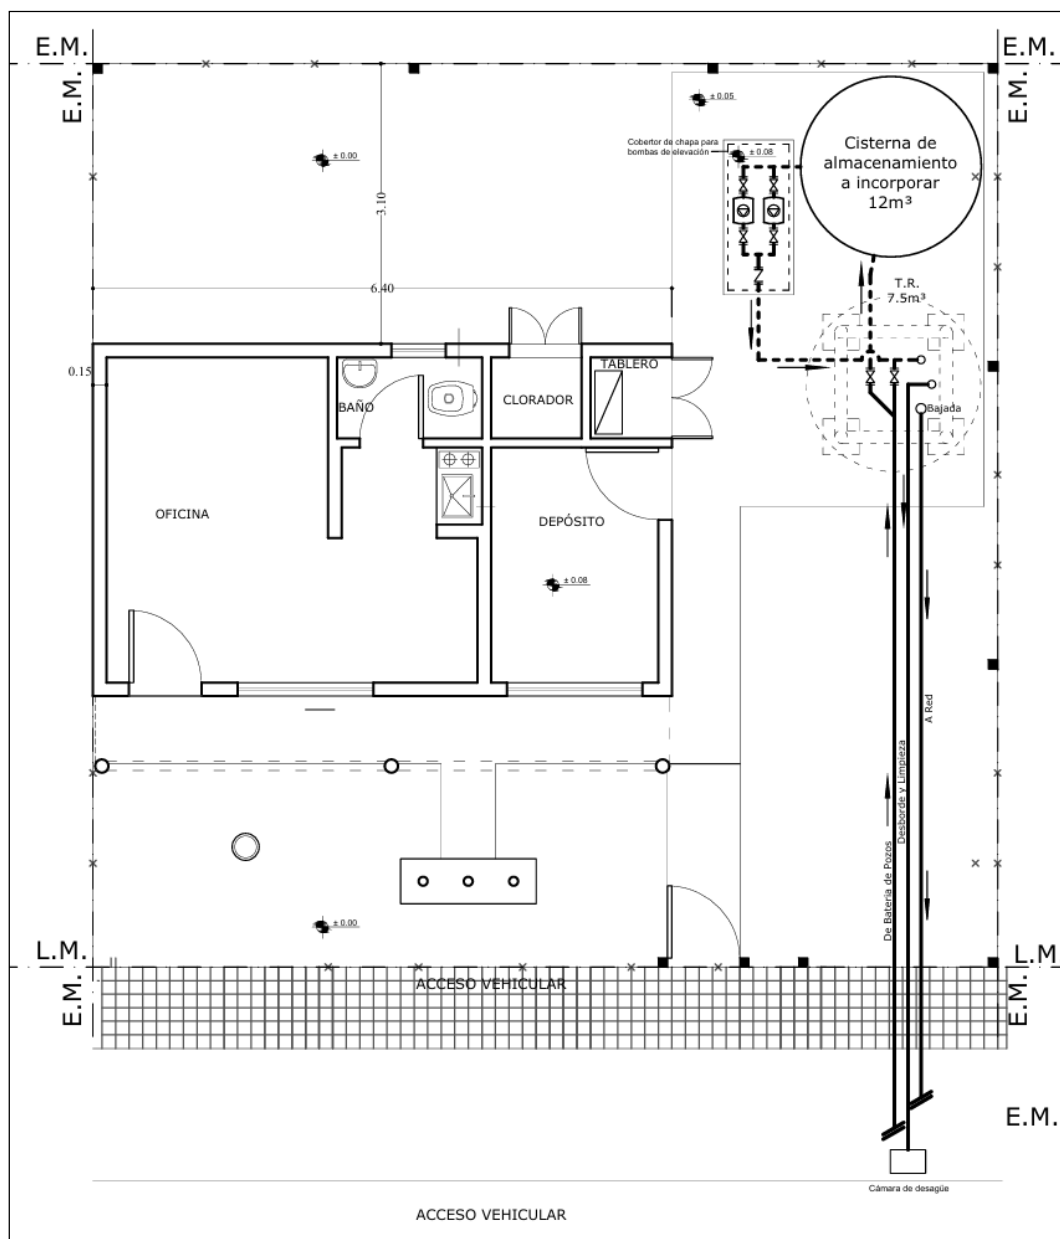 E.M.
E.M.
E.M.
E.M.
± 0.05
± 0.00
Cobertor de chapa para
bombas de elevación
± 0.08
Cisterna de
almacenamiento
a incorporar
12m³
3.10
6.40
T.R.
7.5m³
0.15
TABLERO
BAÑO
CLORADOR
Bajada
OFICINA
DEPÓSITO
± 0.08
A Red
Desborde y Limpieza
De Bateria de Pozos
± 0.00
L.M.
L.M
ACCESO VEHICULAR
E.M.
E.M.
E.M.
Cámara de desagüe
ACCESO VEHICULAR